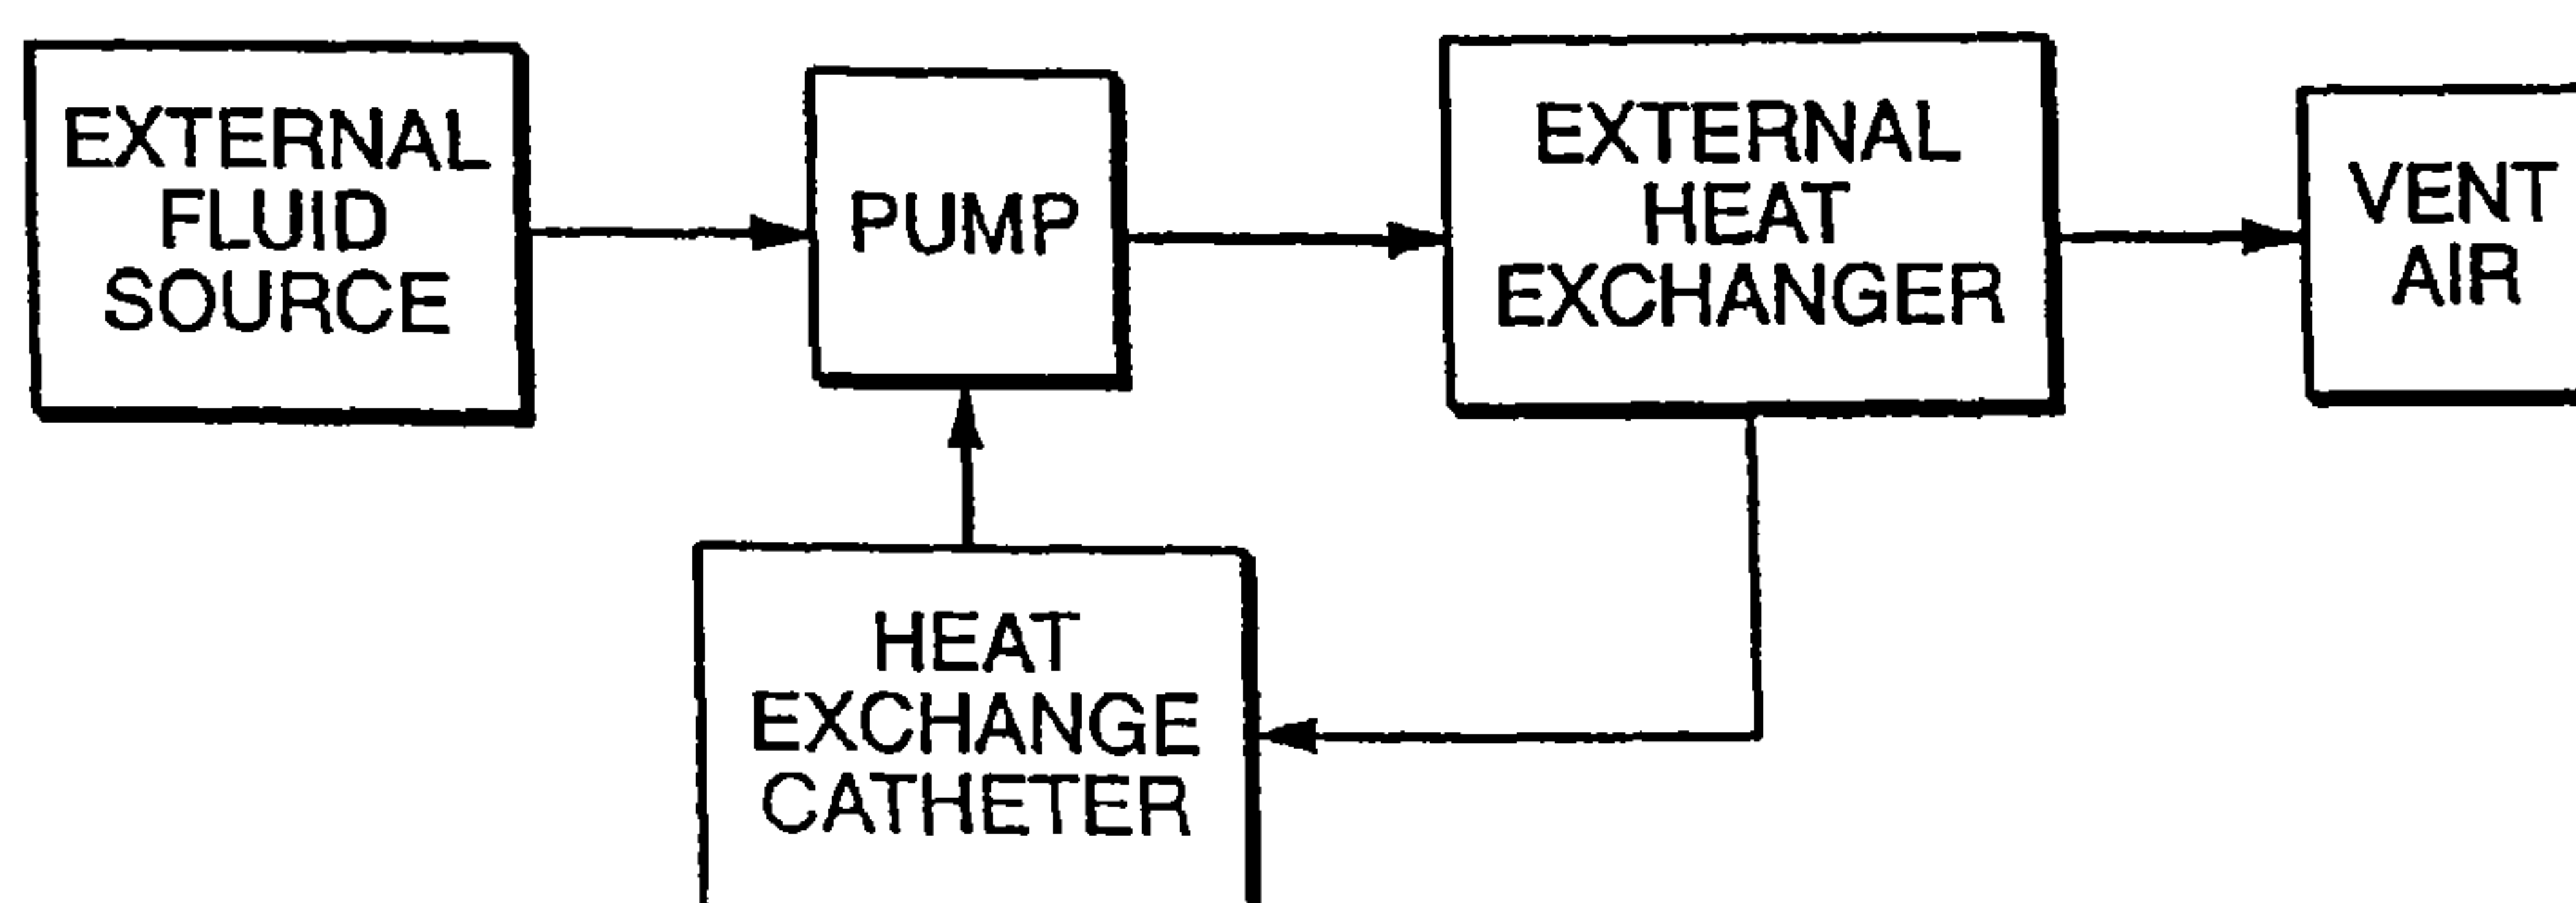 EXTERNAL
FLUID
SOURCE
PUMP
EXTERNAL
HEAT
EXCHANGER
VENT
AIR
HEAT
EXCHANGE
CATHETER